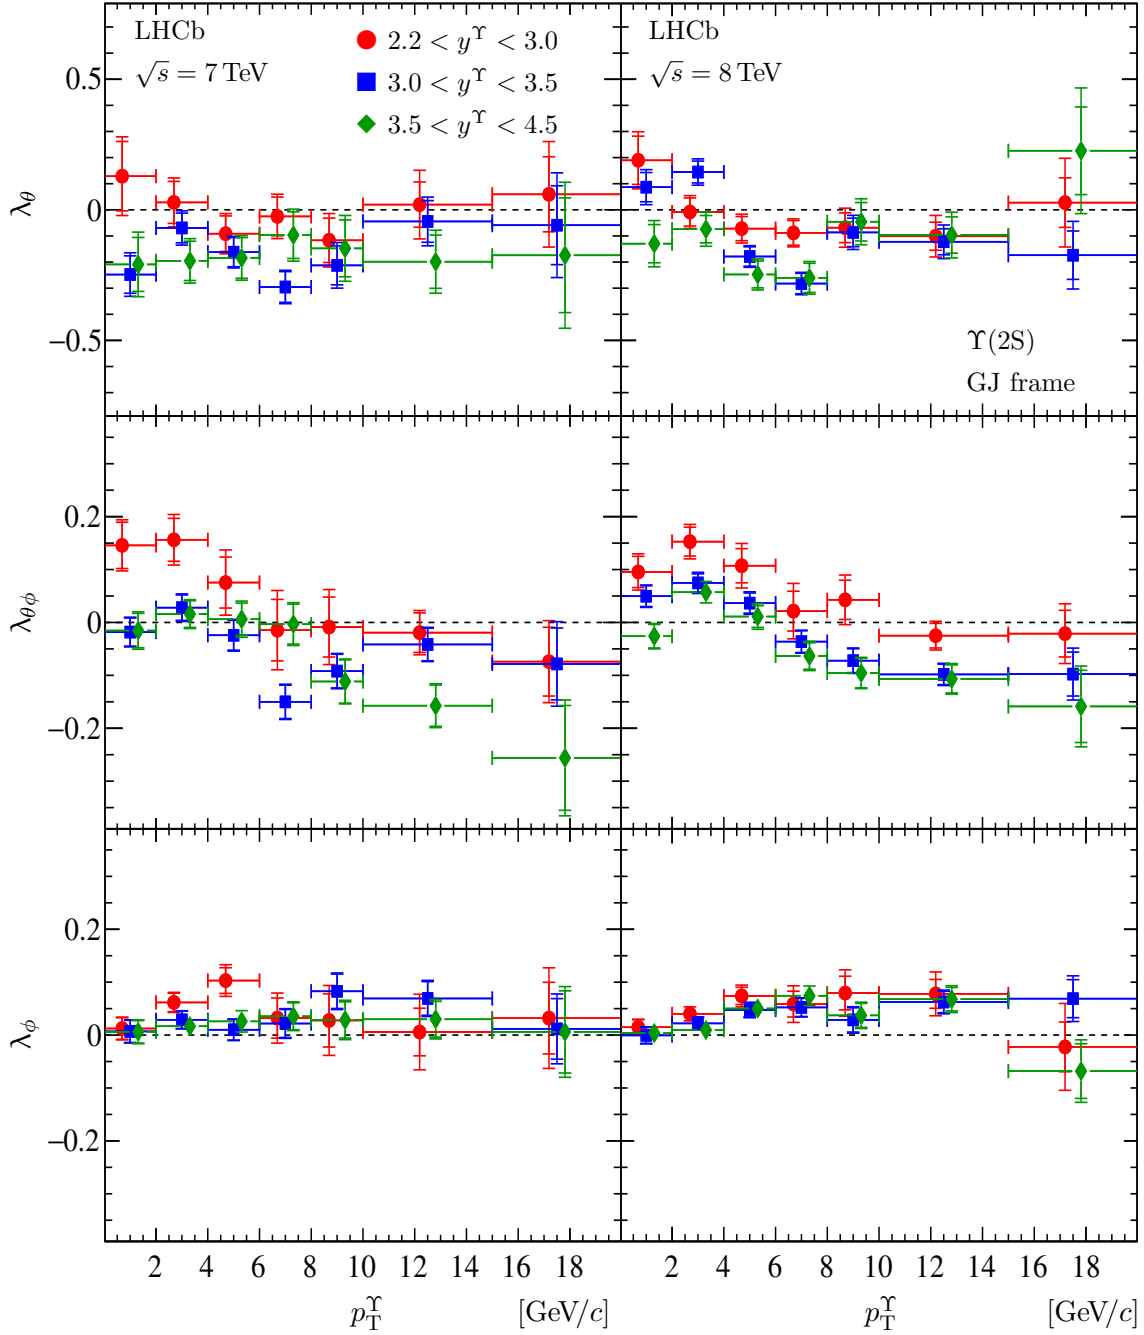 LHCb
√s = 7 TeV
2.2 < y^Υ < 3.0
3.0 < y^Υ < 3.5
3.5 < y^Υ < 4.5
LHCb
√s = 8 TeV
Υ(2S)
GJ frame
λ_θ
0.5
0
−0.5
λ_θϕ
0.2
0
−0.2
λ_ϕ
0.2
0
−0.2
2 4 6 8 10 12 14 16 18
2 4 6 8 10 12 14 16 18
p_T^Υ [GeV/c]
p_T^Υ [GeV/c]